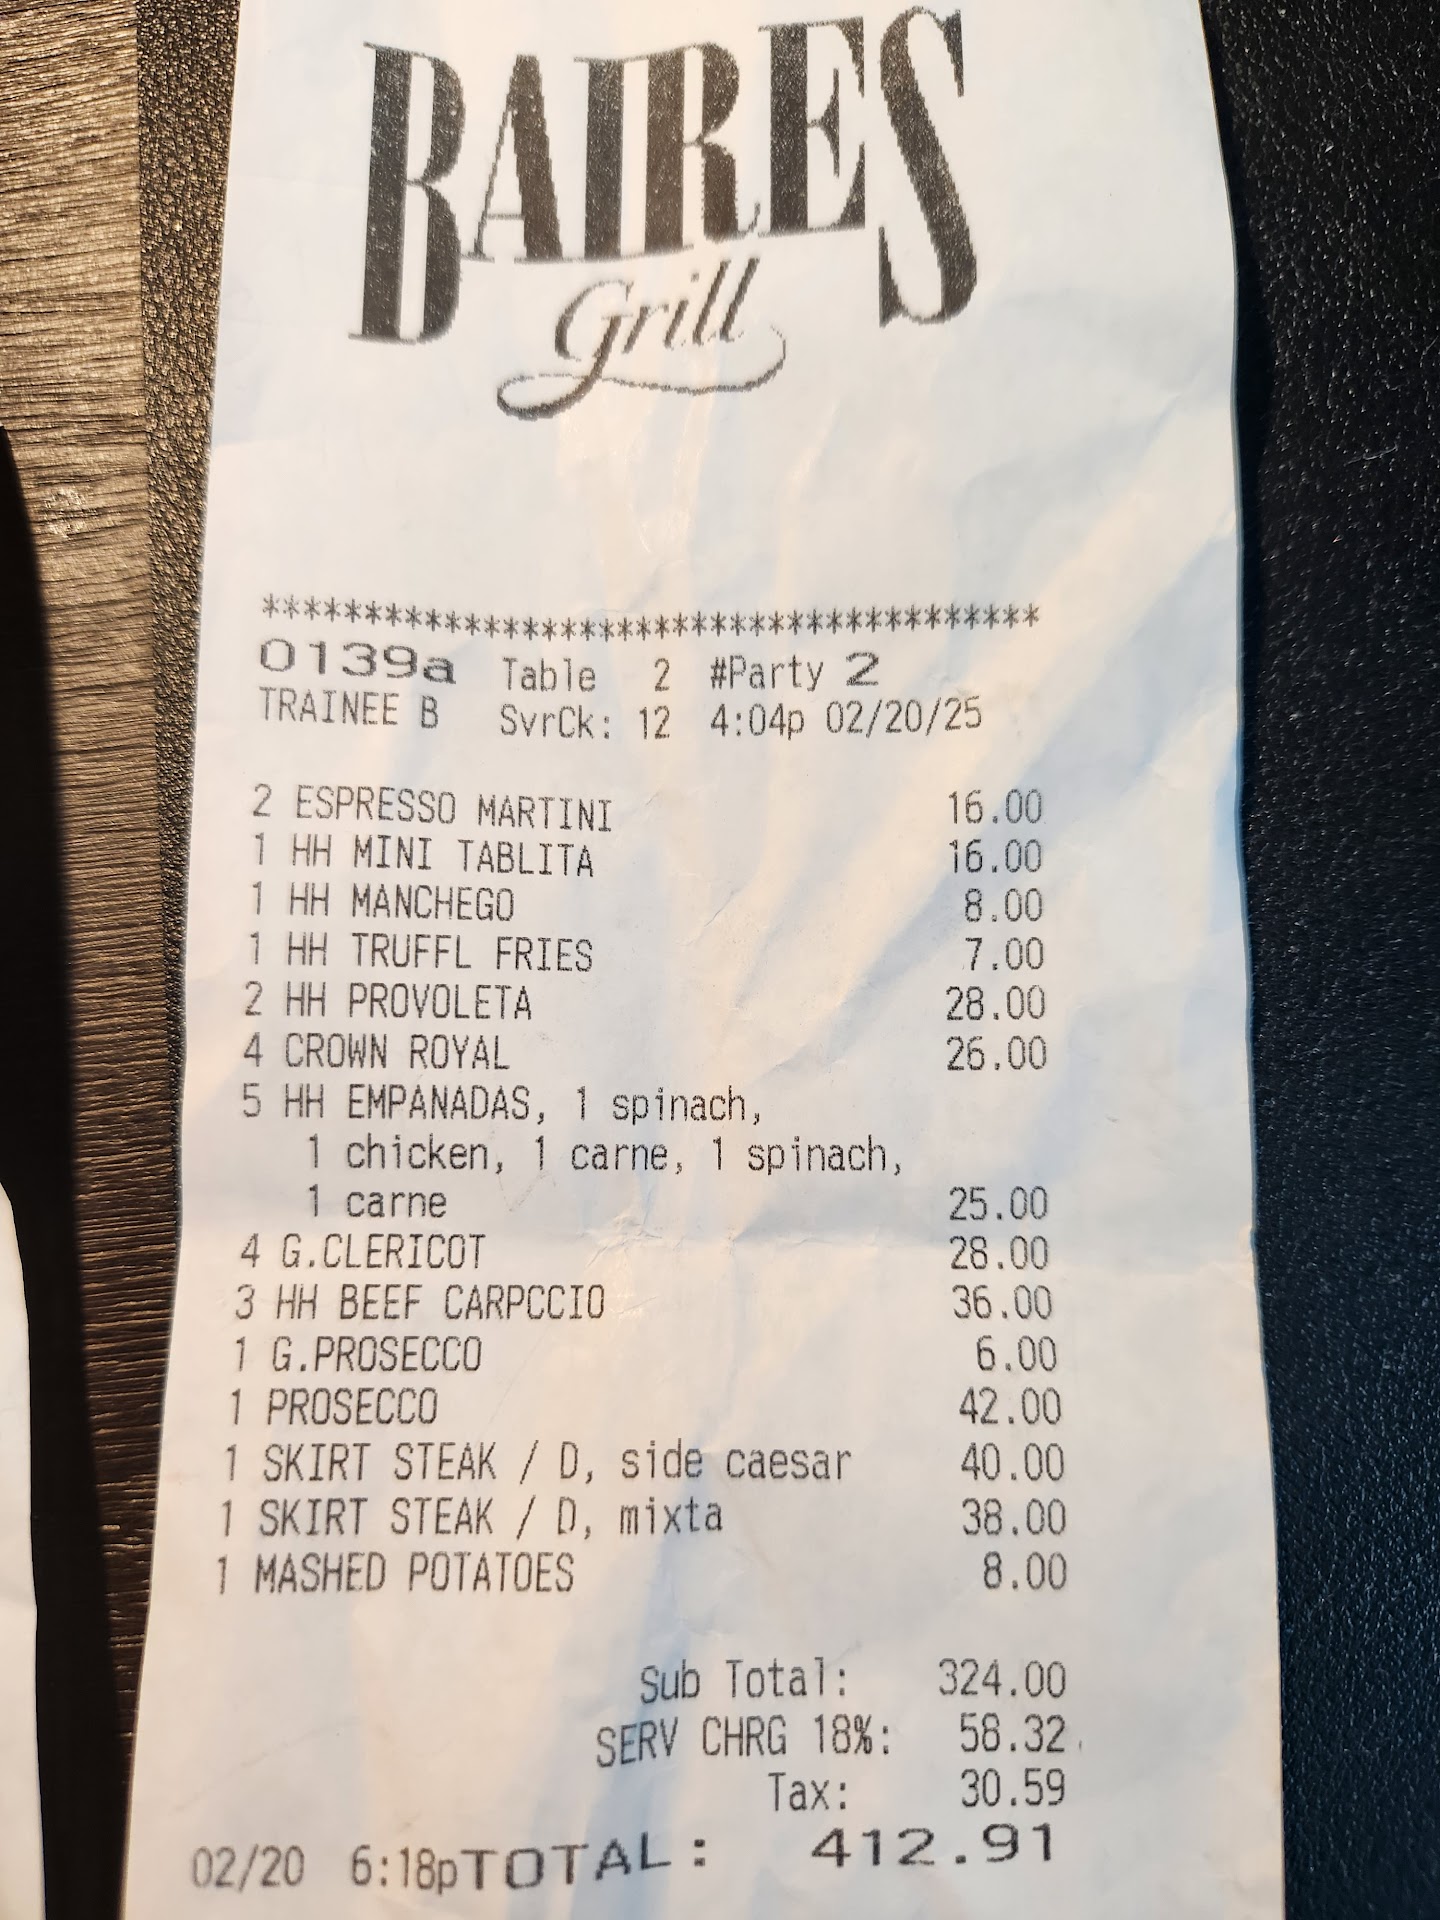 BAIRES
Grill
***************************************
0139a Table 2 #Party 2
TRAINEE B SvrCk: 12 4:04p 02/20/25
2 ESPRESSO MARTINI 16.00
1 HH MINI TABLITA 16.00
1 HH MANCHEGO 8.00
1 HH TRUFFL FRIES 7.00
2 HH PROVOLETA 28.00
4 CROWN ROYAL 26.00
5 HH EMPANADAS, 1 spinach,
1 chicken, 1 carne, 1 spinach,
1 carne 25.00
4 G.CLERICOT 28.00
3 HH BEEF CARPCCIO 36.00
1 G.PROSECCO 6.00
1 PROSECCO 42.00
1 SKIRT STEAK / D, side caesar 40.00
1 SKIRT STEAK / D, mixta 38.00
1 MASHED POTATOES 8.00
Sub Total: 324.00
SERV CHRG 18%: 58.32
Tax: 30.59
02/20 6:18pTOTAL: 412.91